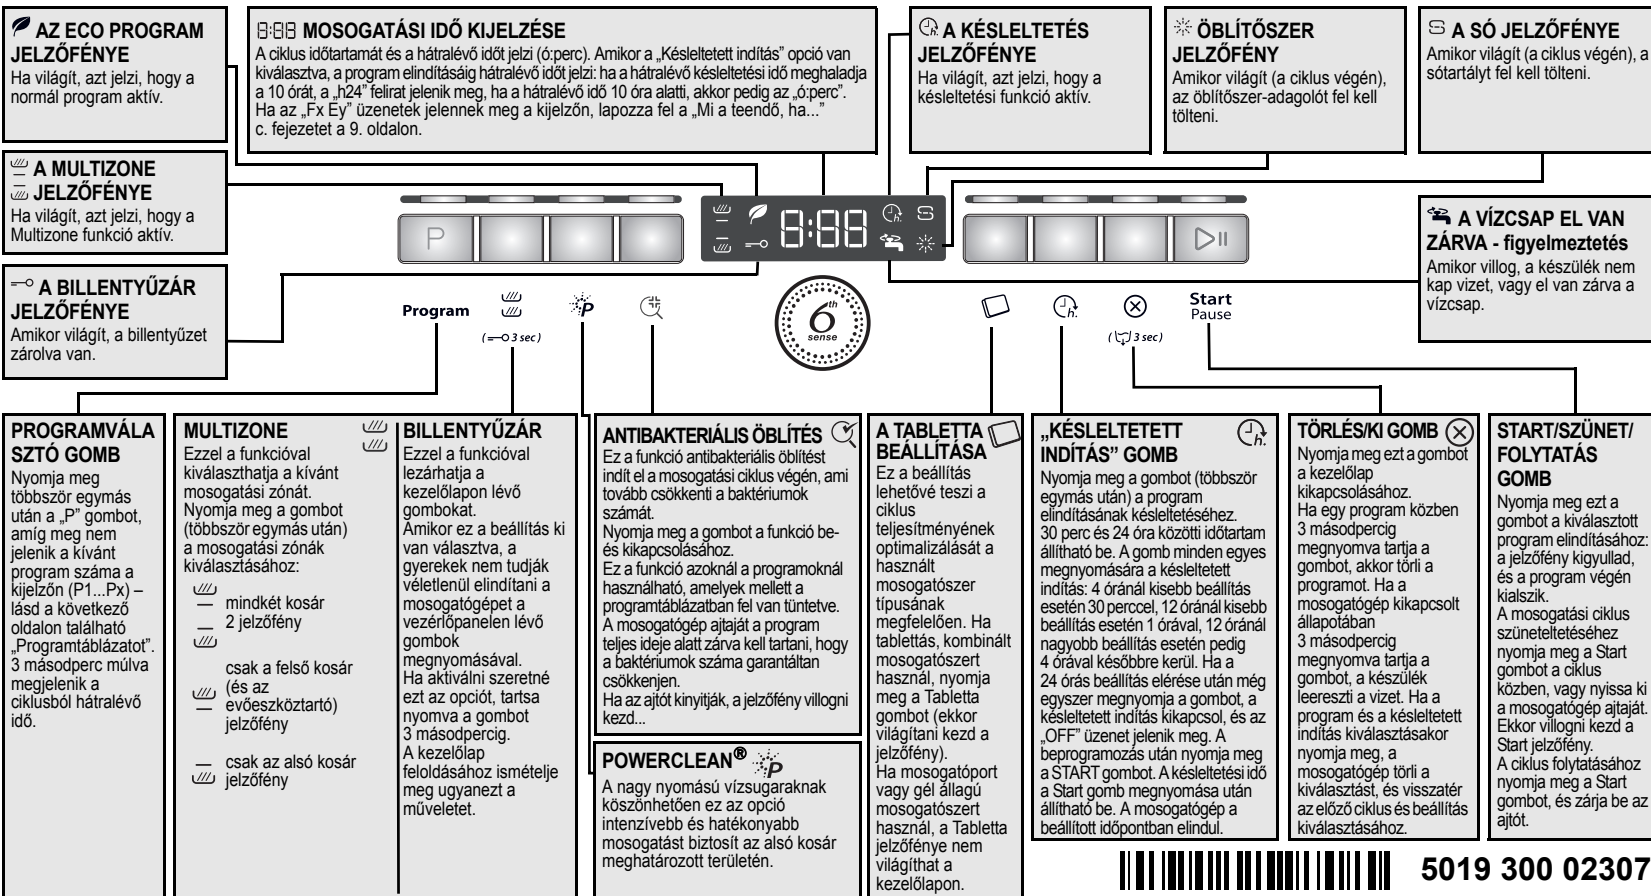 AZ ECO PROGRAM
JELZŐFÉNYE
Ha világít, azt jelzi, hogy a
normál program aktív.
8:88 MOSOGATÁSI IDŐ KIJELZÉSE
A ciklus időtartamát és a hátralévő időt jelzi (ó:perc). Amikor a „Késleltetett indítás” opció van
kiválasztva, a program elindításáig hátralévő időt jelzi: ha a hátralévő késleltetési idő meghaladja
a 10 órát, a „h24” felirat jelenik meg, ha a hátralévő idő 10 óra alatti, akkor pedig az „ó:perc”.
Ha az „Fx Ey” üzenetek jelennek meg a kijelzőn, lapozza fel a „Mi a teendő, ha...”
c. fejezetet a 9. oldalon.
h. A KÉSLELTETÉS
JELZŐFÉNYE
Ha világít, azt jelzi, hogy a
késleltetési funkció aktív.
ÖBLÍTŐSZER
JELZŐFÉNY
Amikor világít (a ciklus végén),
az öblítőszer-adagolót fel kell
tölteni.
A SÓ JELZŐFÉNYE
Amikor világít (a ciklus végén), a
sótartályt fel kell tölteni.
A MULTIZONE
JELZŐFÉNYE
Ha világít, azt jelzi, hogy a
Multizone funkció aktív.
A BILLENTYŰZÁR
JELZŐFÉNYE
Amikor világít, a billentyűzet
zárolva van.
A VÍZCSAP EL VAN
ZÁRVA - figyelmeztetés
Amikor villog, a készülék nem
kap vizet, vagy el van zárva a
vízcsap.
P
8:88
h.
Program
(3 sec)
P
6th
sense
h.
(3 sec)
Start
Pause
PROGRAMVÁLA
SZTÓ GOMB
Nyomja meg
többször egymás
után a „P” gombot,
amíg meg nem
jelenik a kívánt
program száma a
kijelzőn (P1...Px) –
lásd a következő
oldalon található
„Programtáblázatot”.
3 másodperc múlva
megjelenik a
ciklusból hátralévő
idő.
MULTIZONE
Ezzel a funkcióval
kiválaszthatja a kívánt
mosogatási zónát.
Nyomja meg a gombot
(többször egymás után)
a mosogatási zónák
kiválasztásához:
mindkét kosár
2 jelzőfény
csak a felső kosár
(és az
evőeszköztartó)
jelzőfény
csak az alsó kosár
jelzőfény
BILLENTYŰZÁR
Ezzel a funkcióval
lezárhatja a
kezelőlapon lévő
gombokat.
Amikor ez a beállítás ki
van választva, a
gyerekek nem tudják
véletlenül elindítani a
mosogatógépet a
vezérlőpanelen lévő
gombok
megnyomásával.
Ha aktiválni szeretné
ezt az opciót, tartsa
nyomva a gombot
3 másodpercig.
A kezelőlap
feloldásához ismételje
meg ugyanezt a
műveletet.
ANTIBAKTERIÁLIS ÖBLÍTÉS
Ez a funkció antibakteriális öblítést
indít el a mosogatási ciklus végén, ami
tovább csökkenti a baktériumok
számát.
Nyomja meg a gombot a funkció be-
és kikapcsolásához.
Ez a funkció azoknál a programoknál
használható, amelyek mellett a
programtáblázatban fel van tüntetve.
A mosogatógép ajtaját a program
teljes ideje alatt zárva kell tartani, hogy
a baktériumok száma garantáltan
csökkenjen.
Ha az ajtót kinyitják, a jelzőfény villogni
kezd...
POWERCLEAN® P
A nagy nyomású vízsugaraknak
köszönhetően ez az opció
intenzívebb és hatékonyabb
mosogatást biztosít az alsó kosár
meghatározott területén.
A TABLETTA
BEÁLLÍTÁSA
Ez a beállítás
lehetővé teszi a
ciklus
teljesítményének
optimalizálását a
használt
mosogatószer
típusának
megfelelően. Ha
tablettás, kombinált
mosogatószert
használ, nyomja
meg a Tabletta
gombot (ekkor
világítani kezd a
jelzőfény).
Ha mosogatóport
vagy gél állagú
mosogatószert
használ, a Tabletta
jelzőfénye nem
világíthat a
kezelőlapon.
„KÉSLELTETETT
INDÍTÁS” GOMB h.
Nyomja meg a gombot (többször
egymás után) a program
elindításának késleltetéséhez.
30 perc és 24 óra közötti időtartam
állítható be. A gomb minden egyes
megnyomására a késleltetett
indítás: 4 óránál kisebb beállítás
esetén 30 perccel, 12 óránál kisebb
beállítás esetén 1 órával, 12 óránál
nagyobb beállítás esetén pedig
4 órával későbbre kerül. Ha a
24 órás beállítás elérése után még
egyszer megnyomja a gombot, a
késleltetett indítás kikapcsol, és az
„OFF” üzenet jelenik meg. A
beprogramozás után nyomja meg
a START gombot. A késleltetési idő
a Start gomb megnyomása után
állítható be. A mosogatógép a
beállított időpontban elindul.
TÖRLÉS/KI GOMB
Nyomja meg ezt a gombot
a kezelőlap
kikapcsolásához.
Ha egy program közben
3 másodpercig
megnyomva tartja a
gombot, akkor törli a
programot. Ha a
mosogatógép kikapcsolt
állapotában
3 másodpercig
megnyomva tartja a
gombot, a készülék
leereszti a vizet. Ha a
program és a késleltetett
indítás kiválasztásakor
nyomja meg, a
mosogatógép törli a
kiválasztást, és visszatér
az előző ciklus és beállítás
kiválasztásához.
START/SZÜNET/
FOLYTATÁS
GOMB
Nyomja meg ezt a
gombot a kiválasztott
program elindításához:
a jelzőfény kigyullad,
és a program végén
kialszik.
A mosogatási ciklus
szüneteltetéséhez
nyomja meg a Start
gombot a ciklus
közben, vagy nyissa ki
a mosogatógép ajtaját.
Ekkor villogni kezd a
Start jelzőfény.
A ciklus folytatásához
nyomja meg a Start
gombot, és zárja be az
ajtót.
5019 300 02307